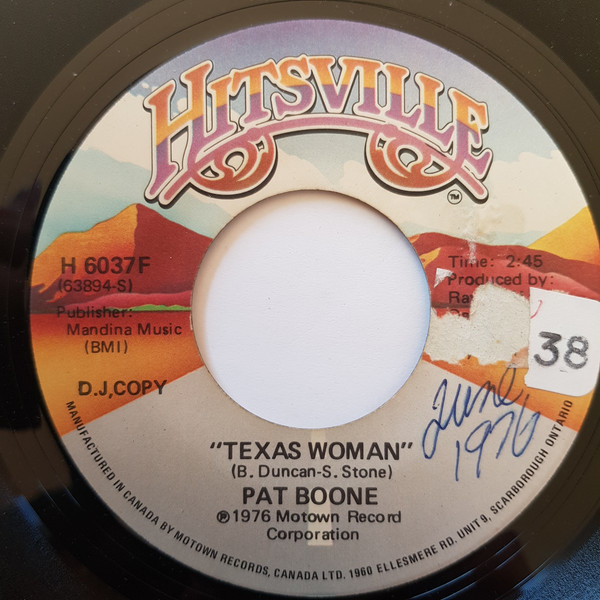 HITSVILLE
TM
H 6037F
(63894-S)
Publisher:
Mandina Music
(BMI)
D.J,COPY
Time: 2:45
Produced by:
38
June
1976
"TEXAS WOMAN"
(B. Duncan-S. Stone)
PAT BOONE
℗1976 Motown Record
Corporation
MANUFACTURED IN CANADA BY MOTOWN RECORDS, CANADA LTD. 1960 ELLESMERE RD. UNIT 9, SCARBOROUGH ONTARIO